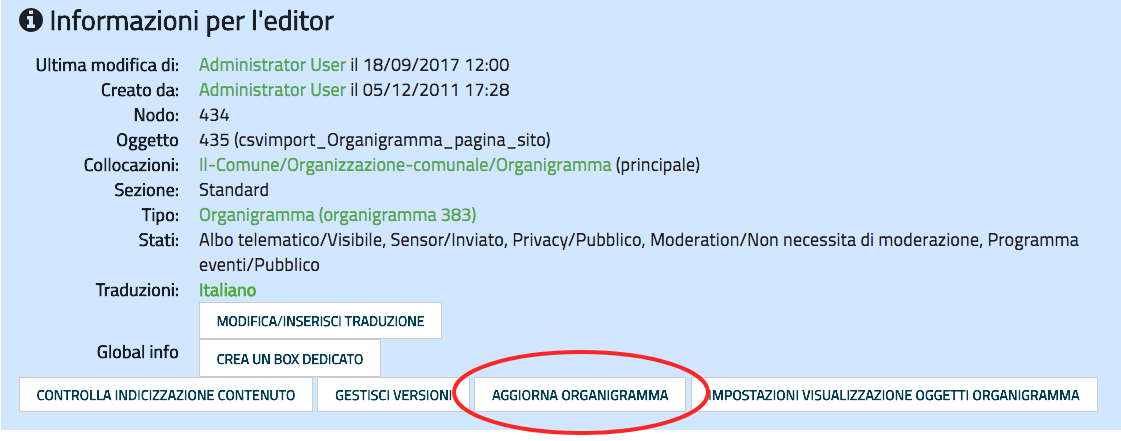 Informazioni per l'editor
Ultima modifica di: Administrator User il 18/09/2017 12:00
Creato da: Administrator User il 05/12/2011 17:28
Nodo: 434
Oggetto 435 (csvimport_Organigramma_pagina_sito)
Collocazioni: Il-Comune/Organizzazione-comunale/Organigramma (principale)
Sezione: Standard
Tipo: Organigramma (organigramma 383)
Stati: Albo telematico/Visibile, Sensor/Inviato, Privacy/Pubblico, Moderation/Non necessita di moderazione, Programma
eventi/Pubblico
Traduzioni: Italiano
MODIFICA/INSERISCI TRADUZIONE
Global info CREA UN BOX DEDICATO
CONTROLLA INDICIZZAZIONE CONTENUTO GESTISCI VERSIONI AGGIORNA ORGANIGRAMMA IMPOSTAZIONI VISUALIZZAZIONE OGGETTI ORGANIGRAMMA